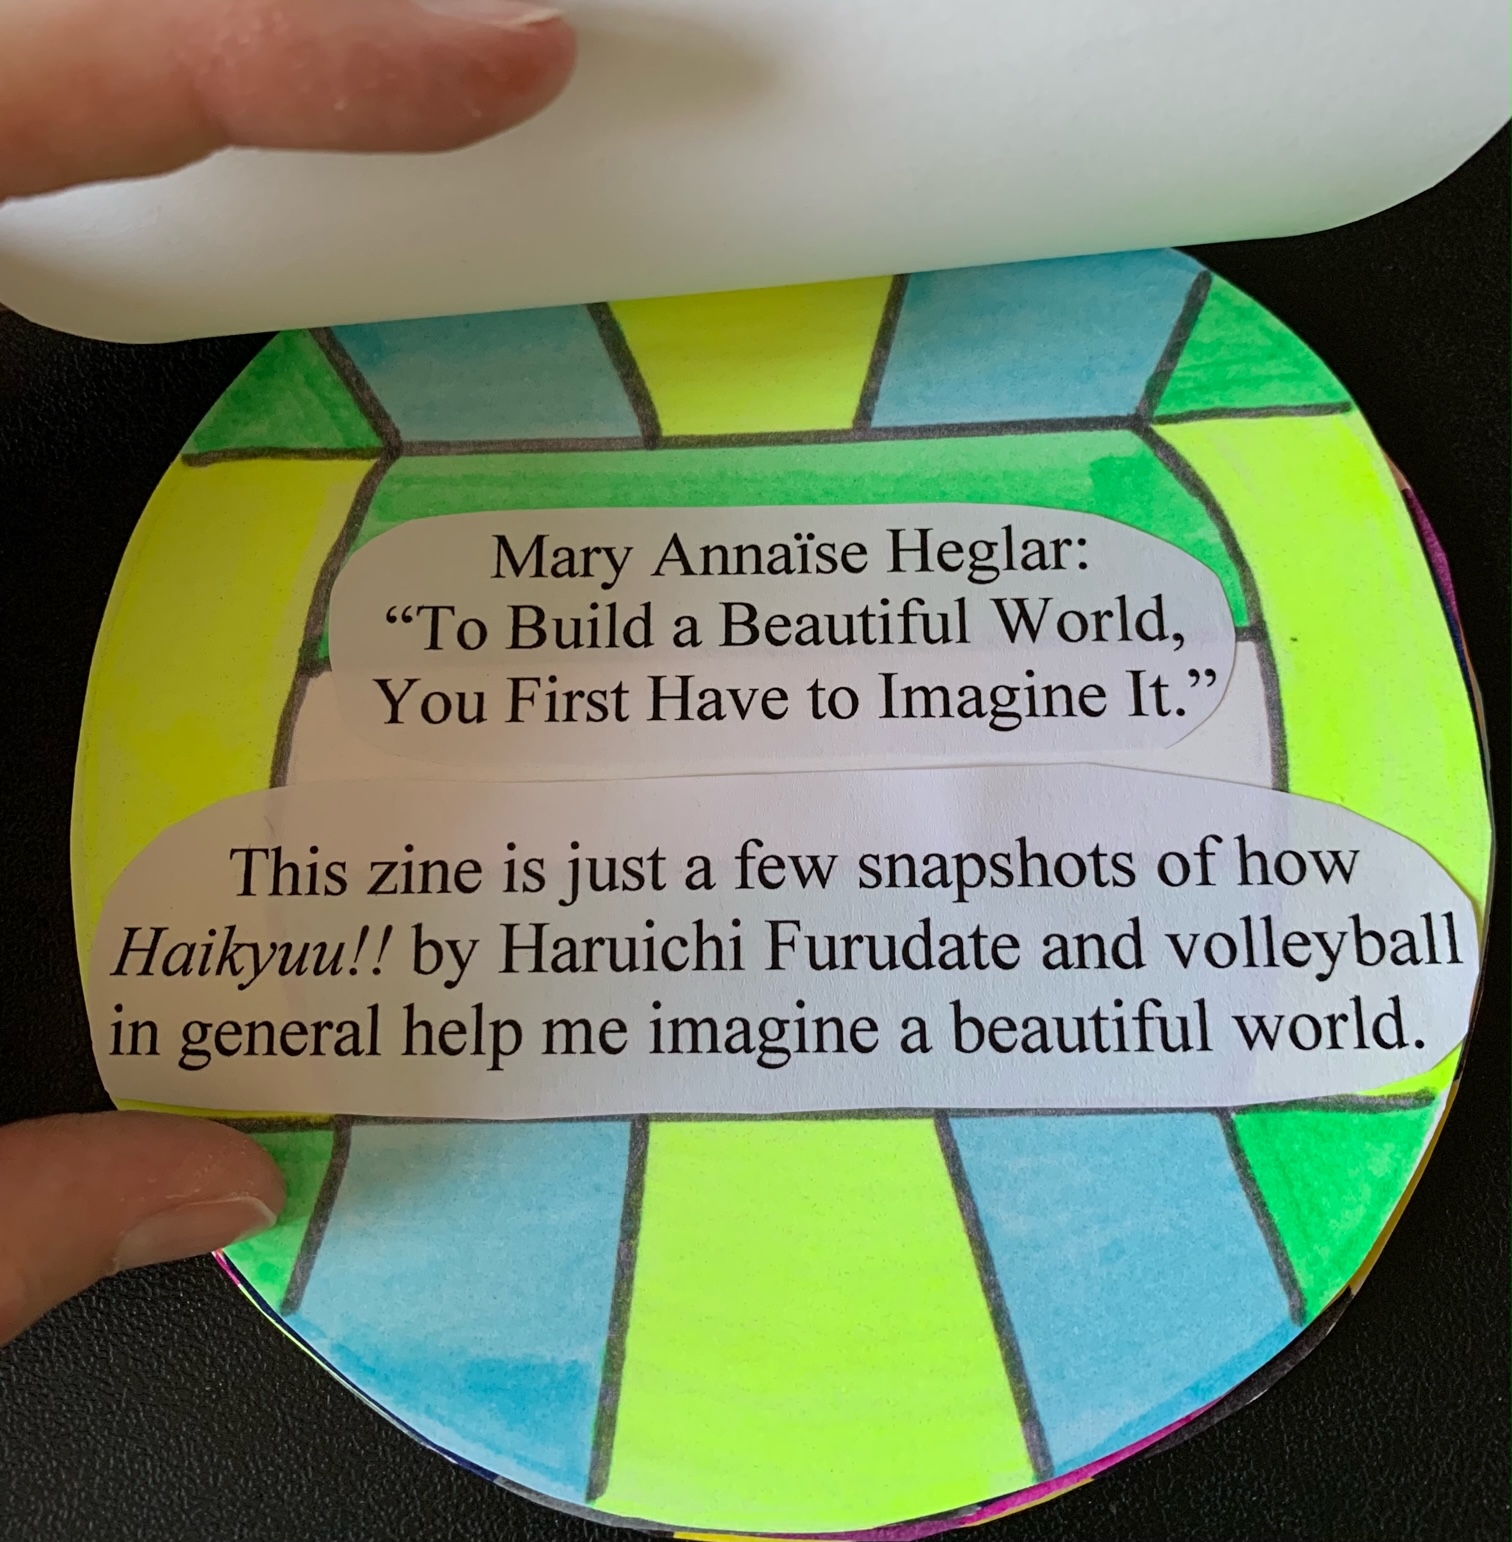 Mary Annaïse Heglar:
“To Build a Beautiful World,
You First Have to Imagine It.”
This zine is just a few snapshots of how
Haikyuu!! by Haruichi Furudate and volleyball
in general help me imagine a beautiful world.